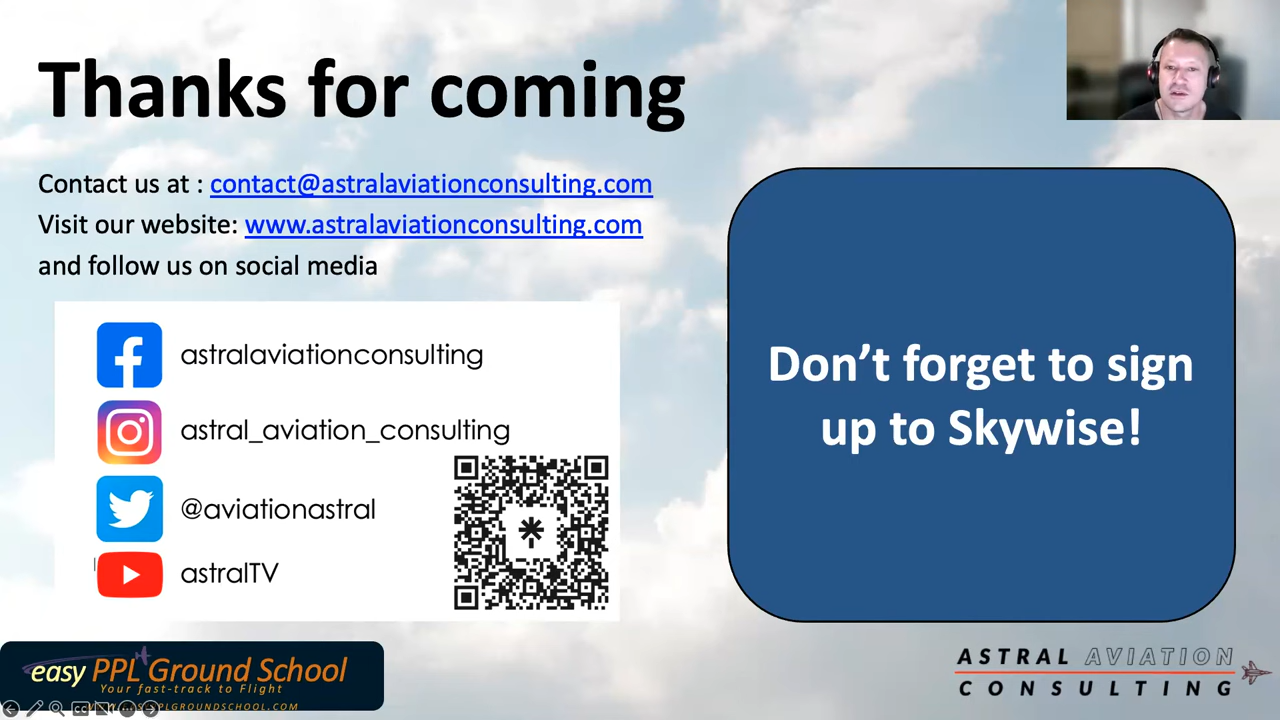 Thanks for coming
Contact us at : contact@astralaviationconsulting.com
Visit our website: www.astralaviationconsulting.com
and follow us on social media
astralaviationconsulting
astral_aviation_consulting
@aviationastral
astralTV
Don’t forget to sign
up to Skywise!
easy PPL Ground School
Your fast-track to Flight
PLGROUNDSCHOOL.COM
ASTRAL AVIATION
CONSULTING